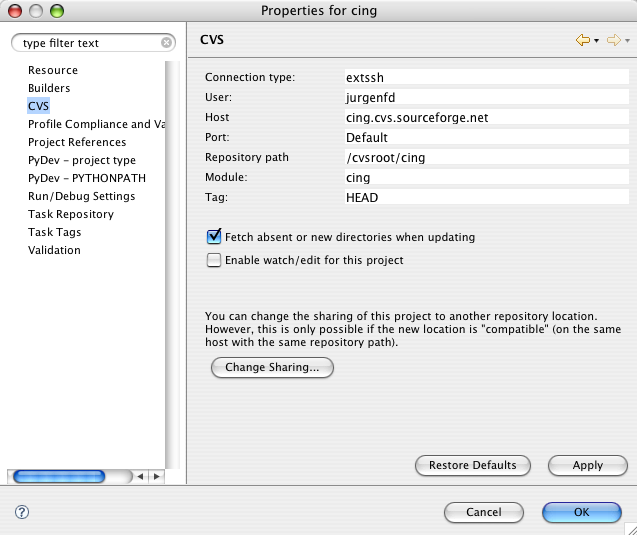 Properties for cing
type filter text
Resource
Builders
CVS
Profile Compliance and Va
Project References
PyDev - project type
PyDev - PYTHONPATH
Run/Debug Settings
Task Repository
Task Tags
Validation
CVS
Connection type: extssh
User: jurgenfd
Host cing.cvs.sourceforge.net
Port: Default
Repository path /cvsroot/cing
Module: cing
Tag: HEAD
Fetch absent or new directories when updating
Enable watch/edit for this project
You can change the sharing of this project to another repository location.
However, this is only possible if the new location is "compatible" (on the same
host with the same repository path).
Change Sharing...
Restore Defaults Apply
? Cancel OK